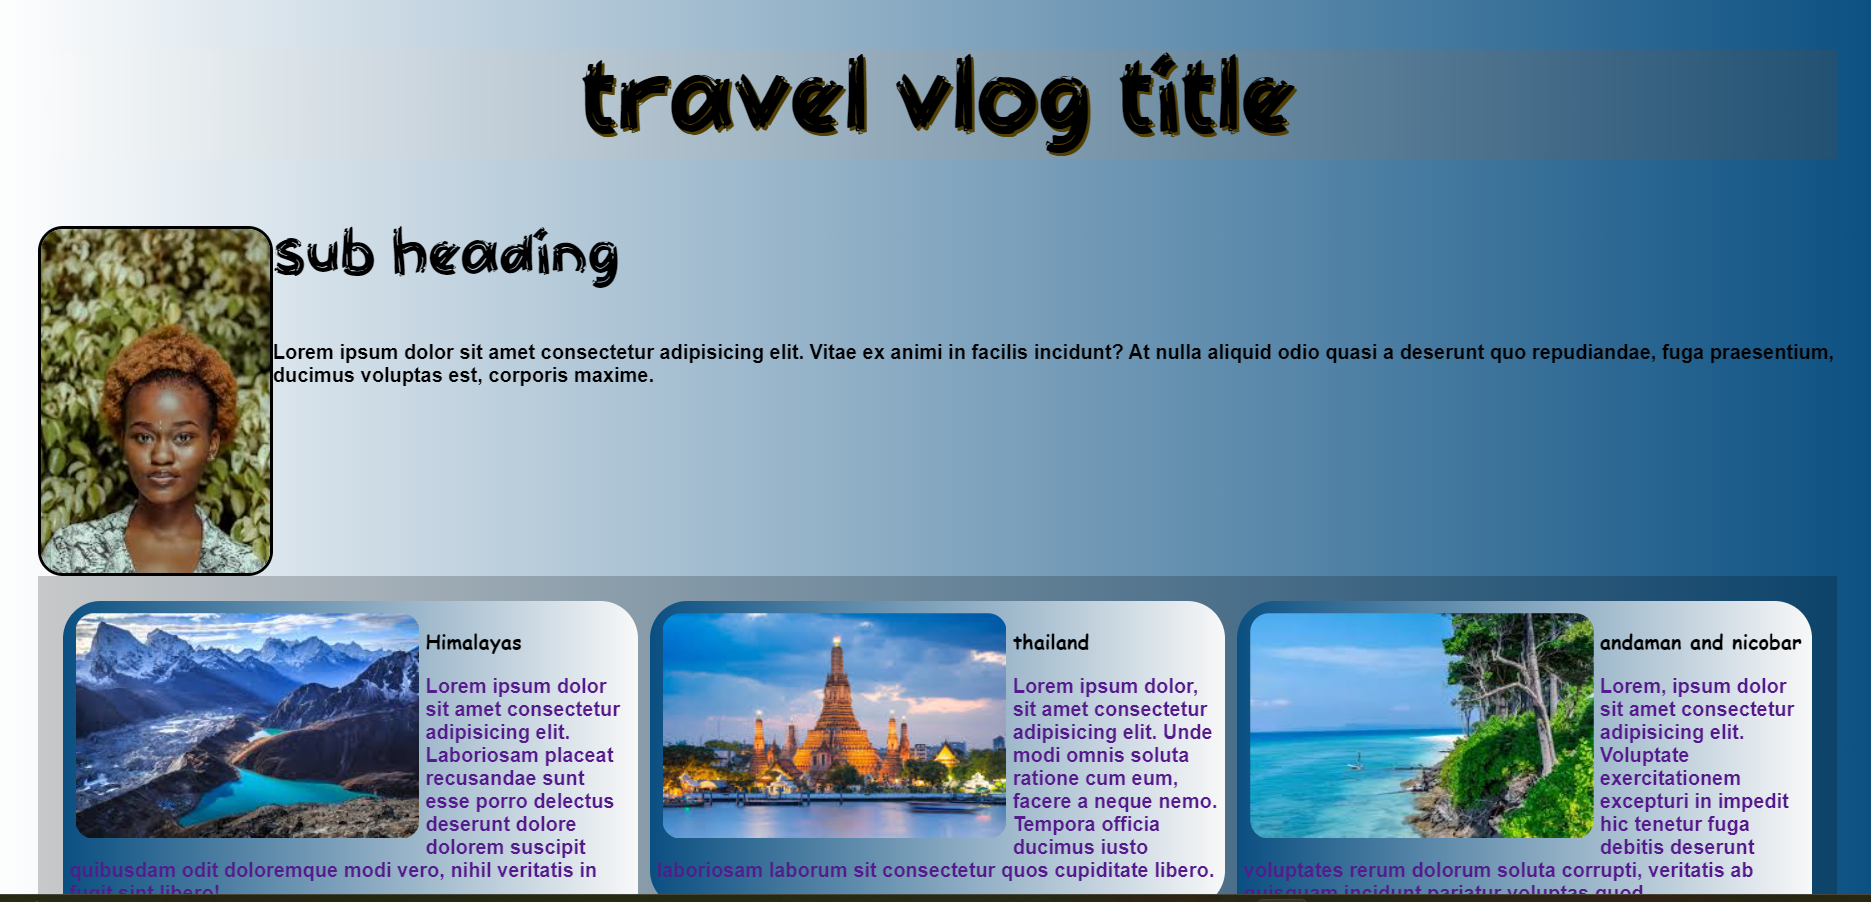 travel vlog title
sub heading
Lorem ipsum dolor sit amet consectetur adipisicing elit. Vitae ex animi in facilis incidunt? At nulla aliquid odio quasi a deserunt quo repudiandae, fuga praesentium,
ducimus voluptas est, corporis maxime.
Himalayas
Lorem ipsum dolor
sit amet consectetur
adipisicing elit.
Laboriosam placeat
recusandae sunt
esse porro delectus
deserunt dolore
dolorem suscipit
quibusdam odit doloremque modi vero, nihil veritatis in
fugit sint libero!
thailand
Lorem ipsum dolor,
sit amet consectetur
adipisicing elit. Unde
modi omnis soluta
ratione cum eum,
facere a neque nemo.
Tempora officia
ducimus iusto
laboriosam laborum sit consectetur quos cupiditate libero.
andaman and nicobar
Lorem, ipsum dolor
sit amet consectetur
adipisicing elit.
Voluptate
exercitationem
excepturi in impedit
hic tenetur fuga
debitis deserunt
voluptates rerum dolorum soluta corrupti, veritatis ab
quisquam incidunt pariatur voluptas quod